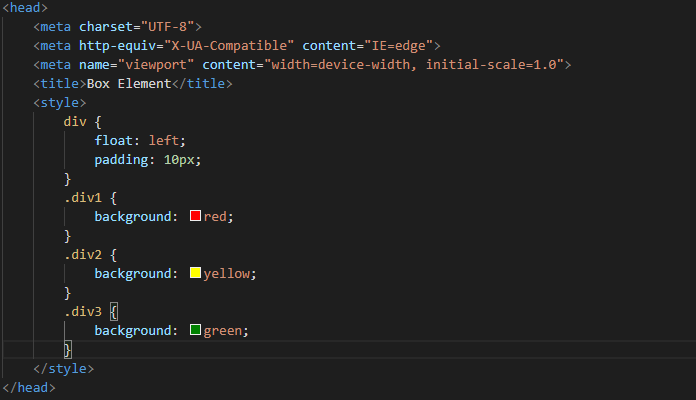 <head>
<meta charset="UTF-8">
<meta http-equiv="X-UA-Compatible" content="IE=edge">
<meta name="viewport" content="width=device-width, initial-scale=1.0">
<title>Box Element</title>
<style>
div {
float: left;
padding: 10px;
}
.div1 {
background: red;
}
.div2 {
background: yellow;
}
.div3 {
background: green;
}
</style>
</head>